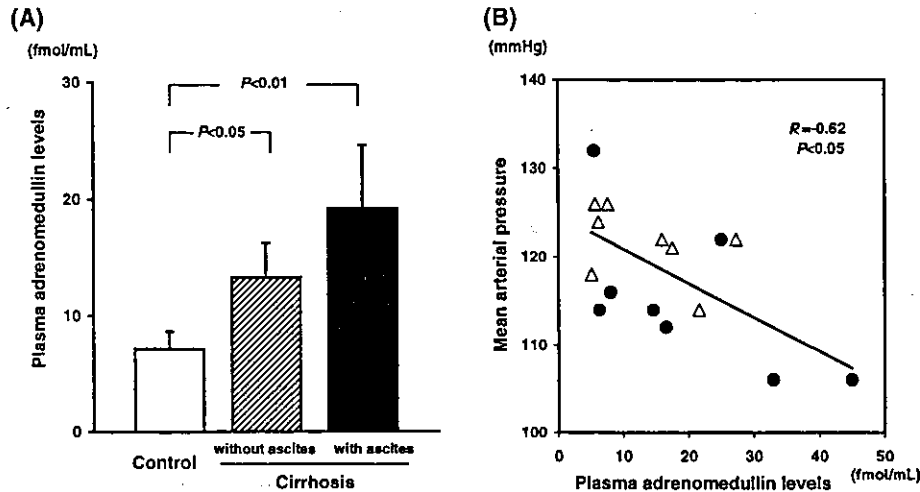 (A)
(fmol/mL)
30
20
10
0
Plasma adrenomedullin levels
P<0.01
P<0.05
without ascites
with ascites
Control
Cirrhosis
(B)
(mmHg)
140
130
120
110
100
Mean arterial pressure
R=-0.62
P<0.05
0 10 20 30 40 50
Plasma adrenomedullin levels (fmol/mL)